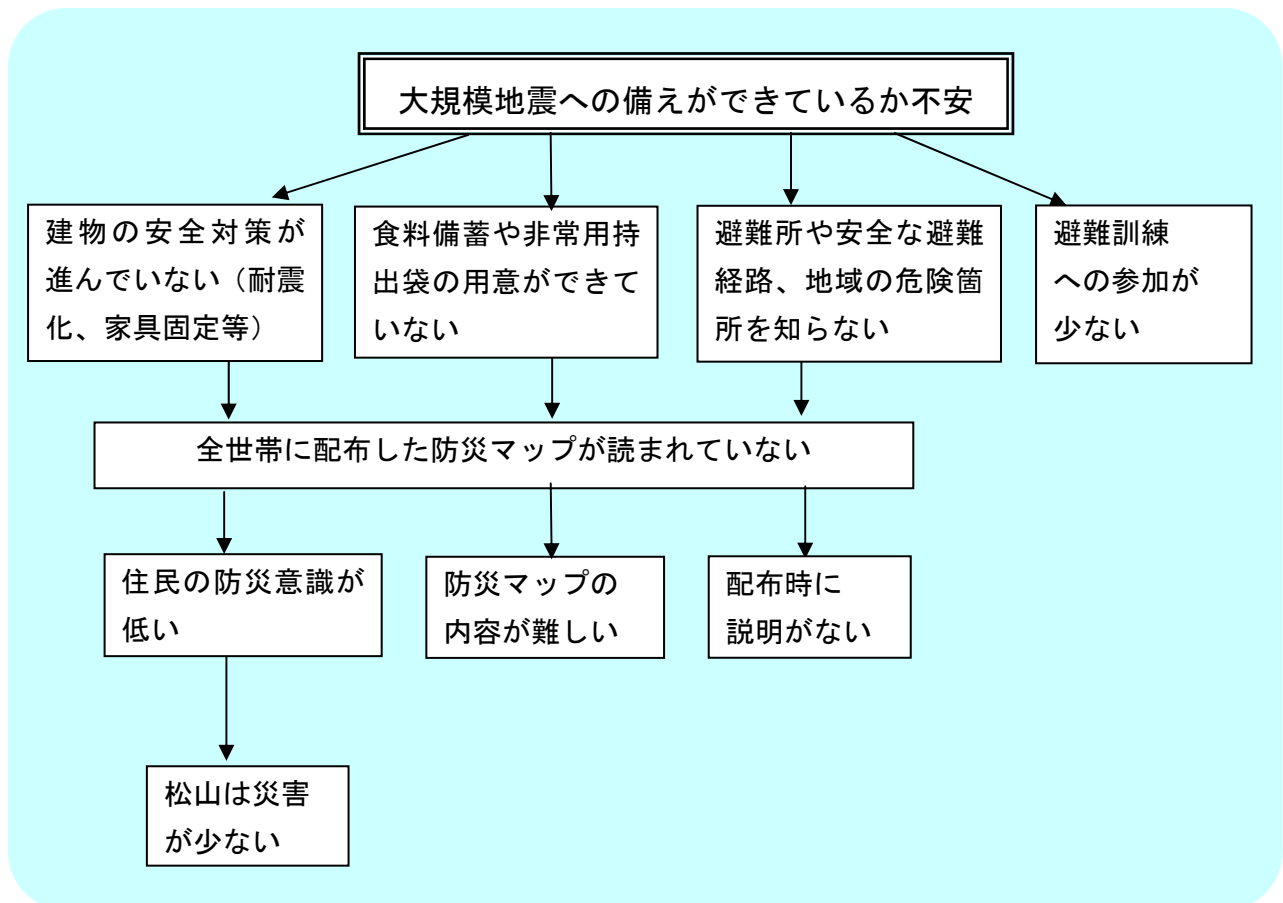 大規模地震への備えができているか不安
建物の安全対策が
進んでいない（耐震
化、家具固定等）
食料備蓄や非常用持
出袋の用意ができて
いない
避難所や安全な避難
経路、地域の危険箇
所を知らない
避難訓練
への参加が
少ない
全世帯に配布した防災マップが読まれていない
住民の防災意識が
低い
防災マップの
内容が難しい
配布時に
説明がない
松山は災害
が少ない